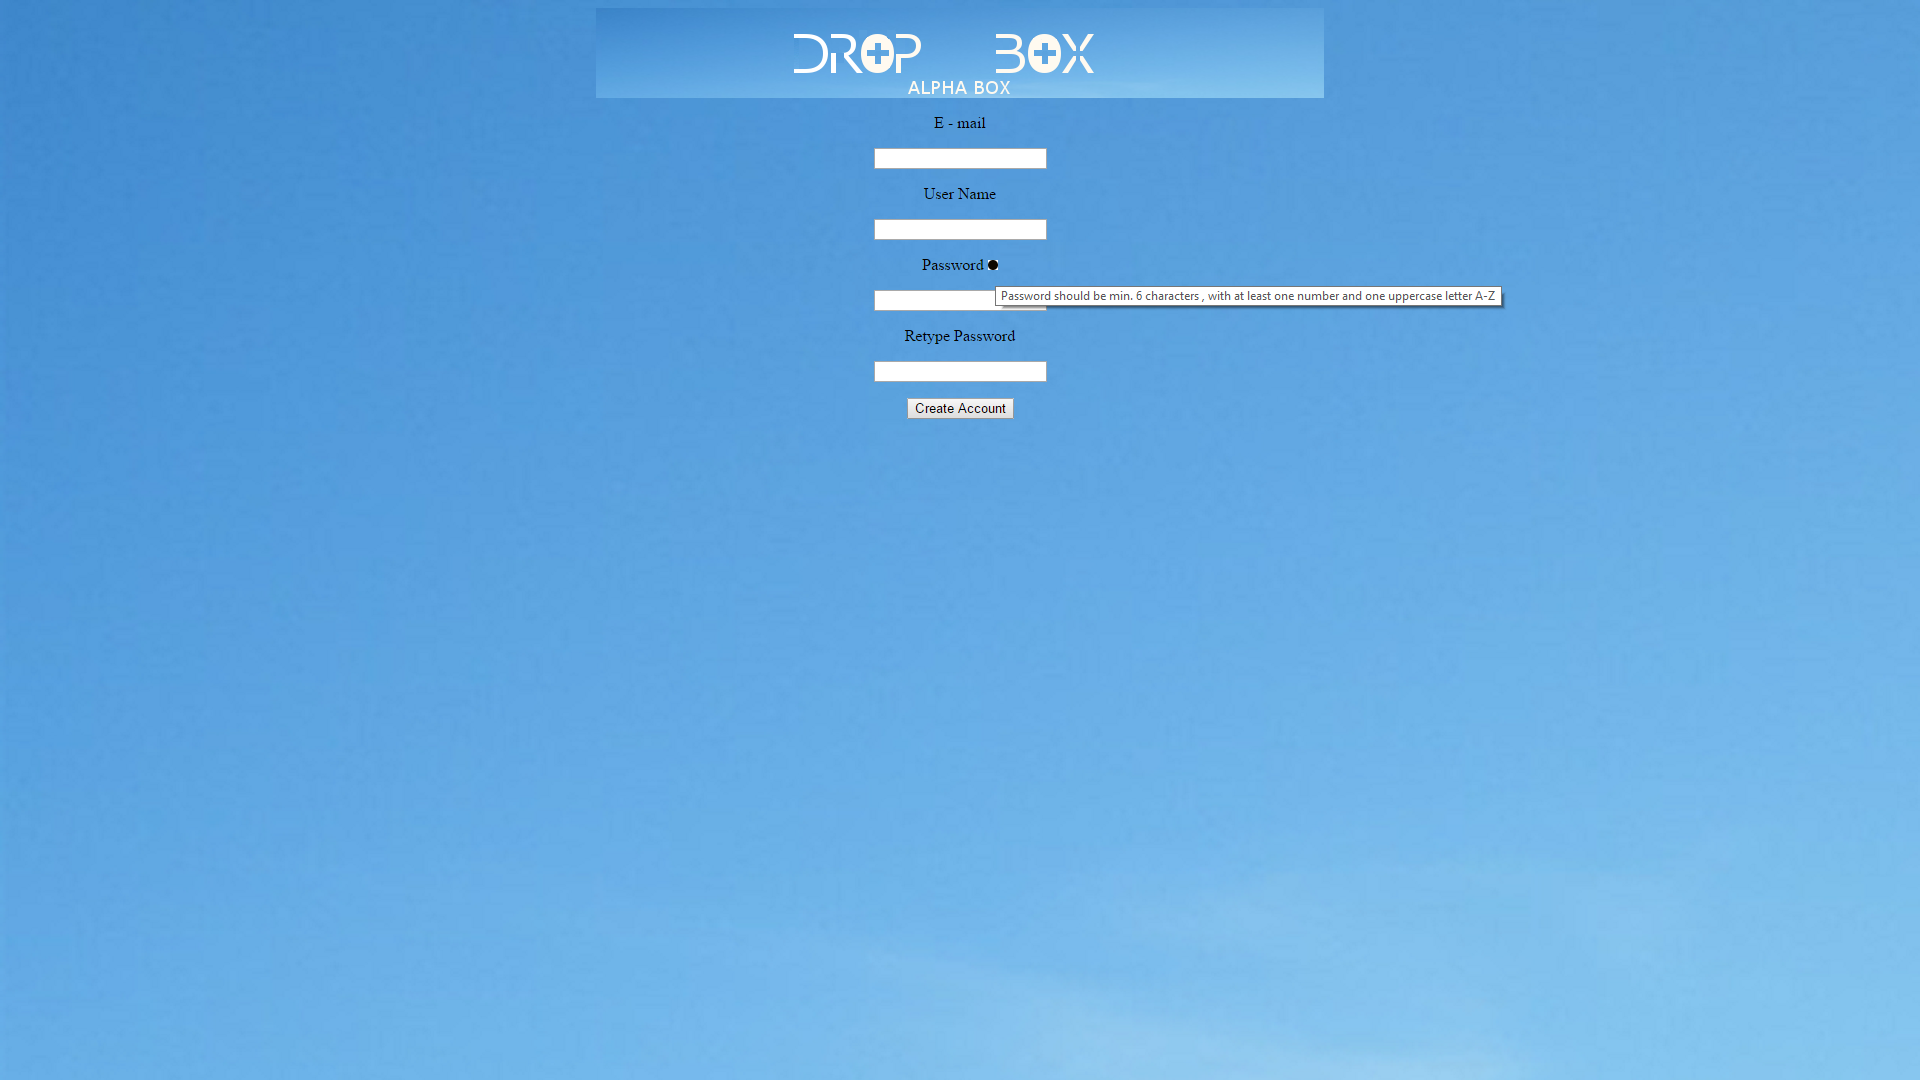 DROP BOX
ALPHA BOX
E - mail
User Name
Password
Password should be min. 6 characters , with at least one number and one uppercase letter A-Z
Retype Password
Create Account